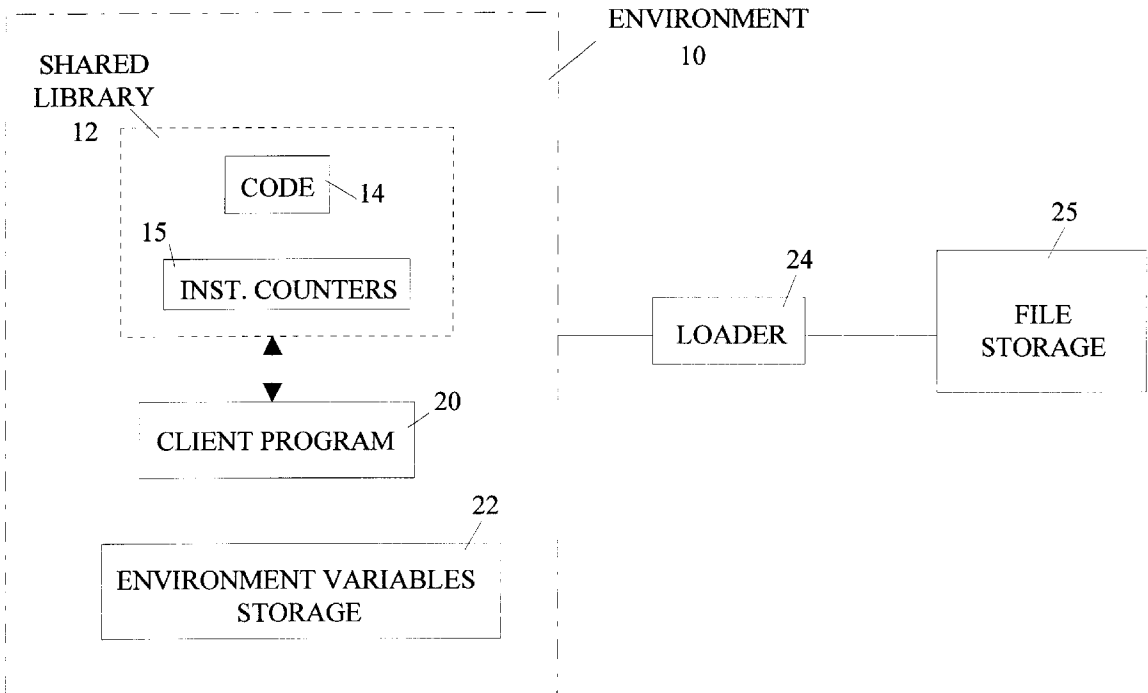 ENVIRONMENT
10
SHARED
LIBRARY
12
CODE
14
15
INST. COUNTERS
24
LOADER
25
FILE
STORAGE
20
CLIENT PROGRAM
22
ENVIRONMENT VARIABLES
STORAGE